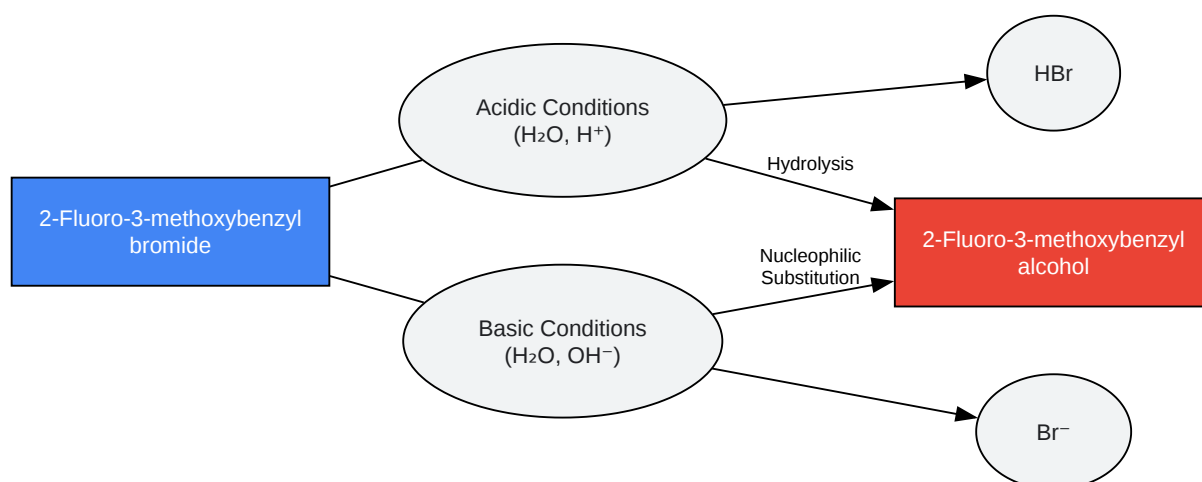 2-Fluoro-3-methoxybenzyl
bromide
Acidic Conditions
(H₂O, H⁺)
Basic Conditions
(H₂O, OH⁻)
Hydrolysis
Nucleophilic
Substitution
HBr
2-Fluoro-3-methoxybenzyl
alcohol
Br⁻